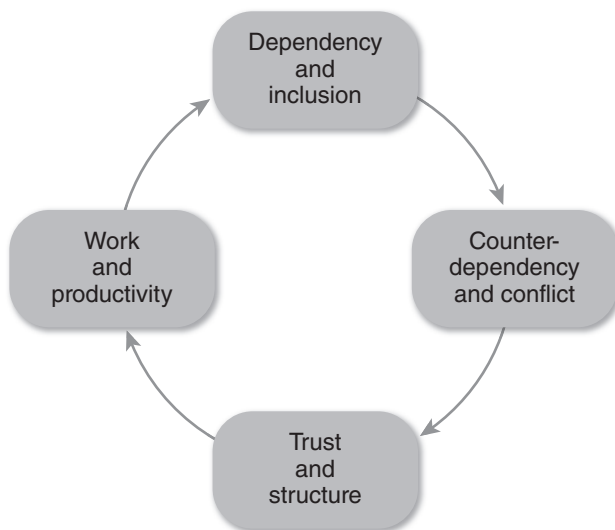 Dependency
and
inclusion
Counter-
dependency
and conflict
Trust
and
structure
Work
and
productivity